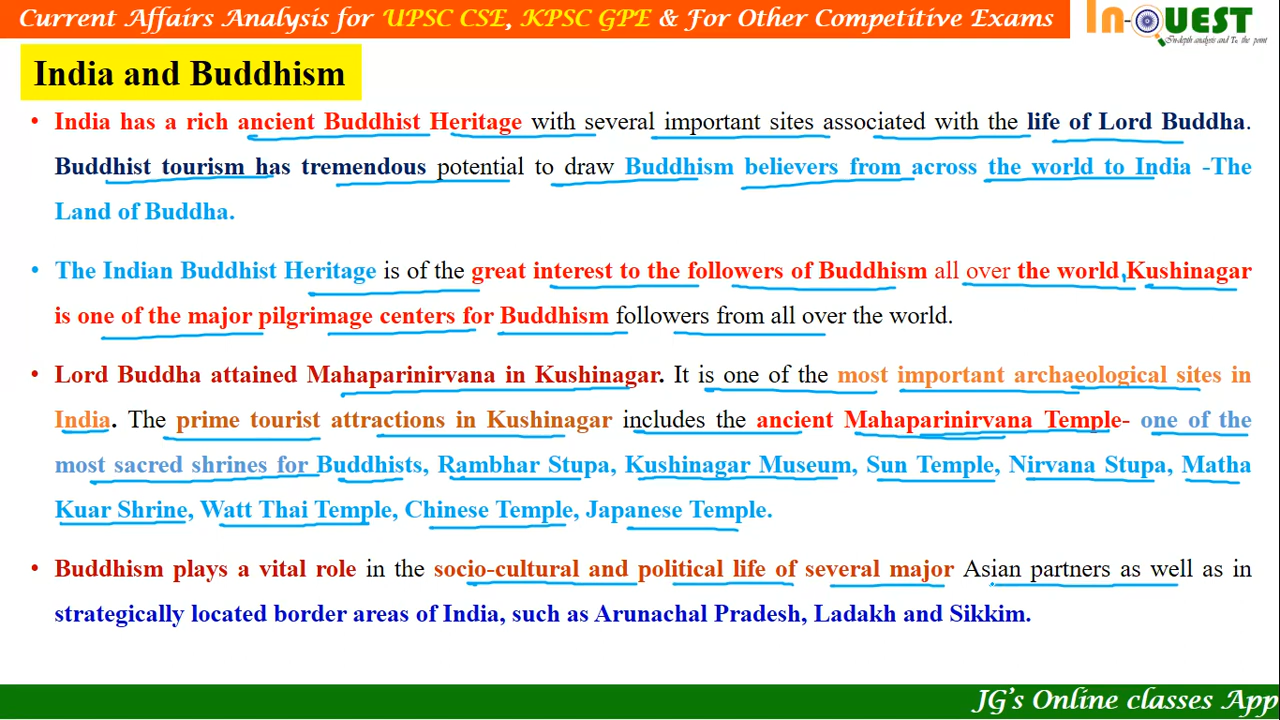 Current Affairs Analysis for UPSC CSE, KPSC GPE & For Other Competitive Exams
In-QUEST
In-depth analysis and To the point
India and Buddhism
• India has a rich ancient Buddhist Heritage with several important sites associated with the life of Lord Buddha.
Buddhist tourism has tremendous potential to draw Buddhism believers from across the world to India -The
Land of Buddha.
• The Indian Buddhist Heritage is of the great interest to the followers of Buddhism all over the world,Kushinagar
is one of the major pilgrimage centers for Buddhism followers from all over the world.
• Lord Buddha attained Mahaparinirvana in Kushinagar. It is one of the most important archaeological sites in
India. The prime tourist attractions in Kushinagar includes the ancient Mahaparinirvana Temple- one of the
most sacred shrines for Buddhists, Rambhar Stupa, Kushinagar Museum, Sun Temple, Nirvana Stupa, Matha
Kuar Shrine, Watt Thai Temple, Chinese Temple, Japanese Temple.
• Buddhism plays a vital role in the socio-cultural and political life of several major Asian partners as well as in
strategically located border areas of India, such as Arunachal Pradesh, Ladakh and Sikkim.
JG's Online classes App